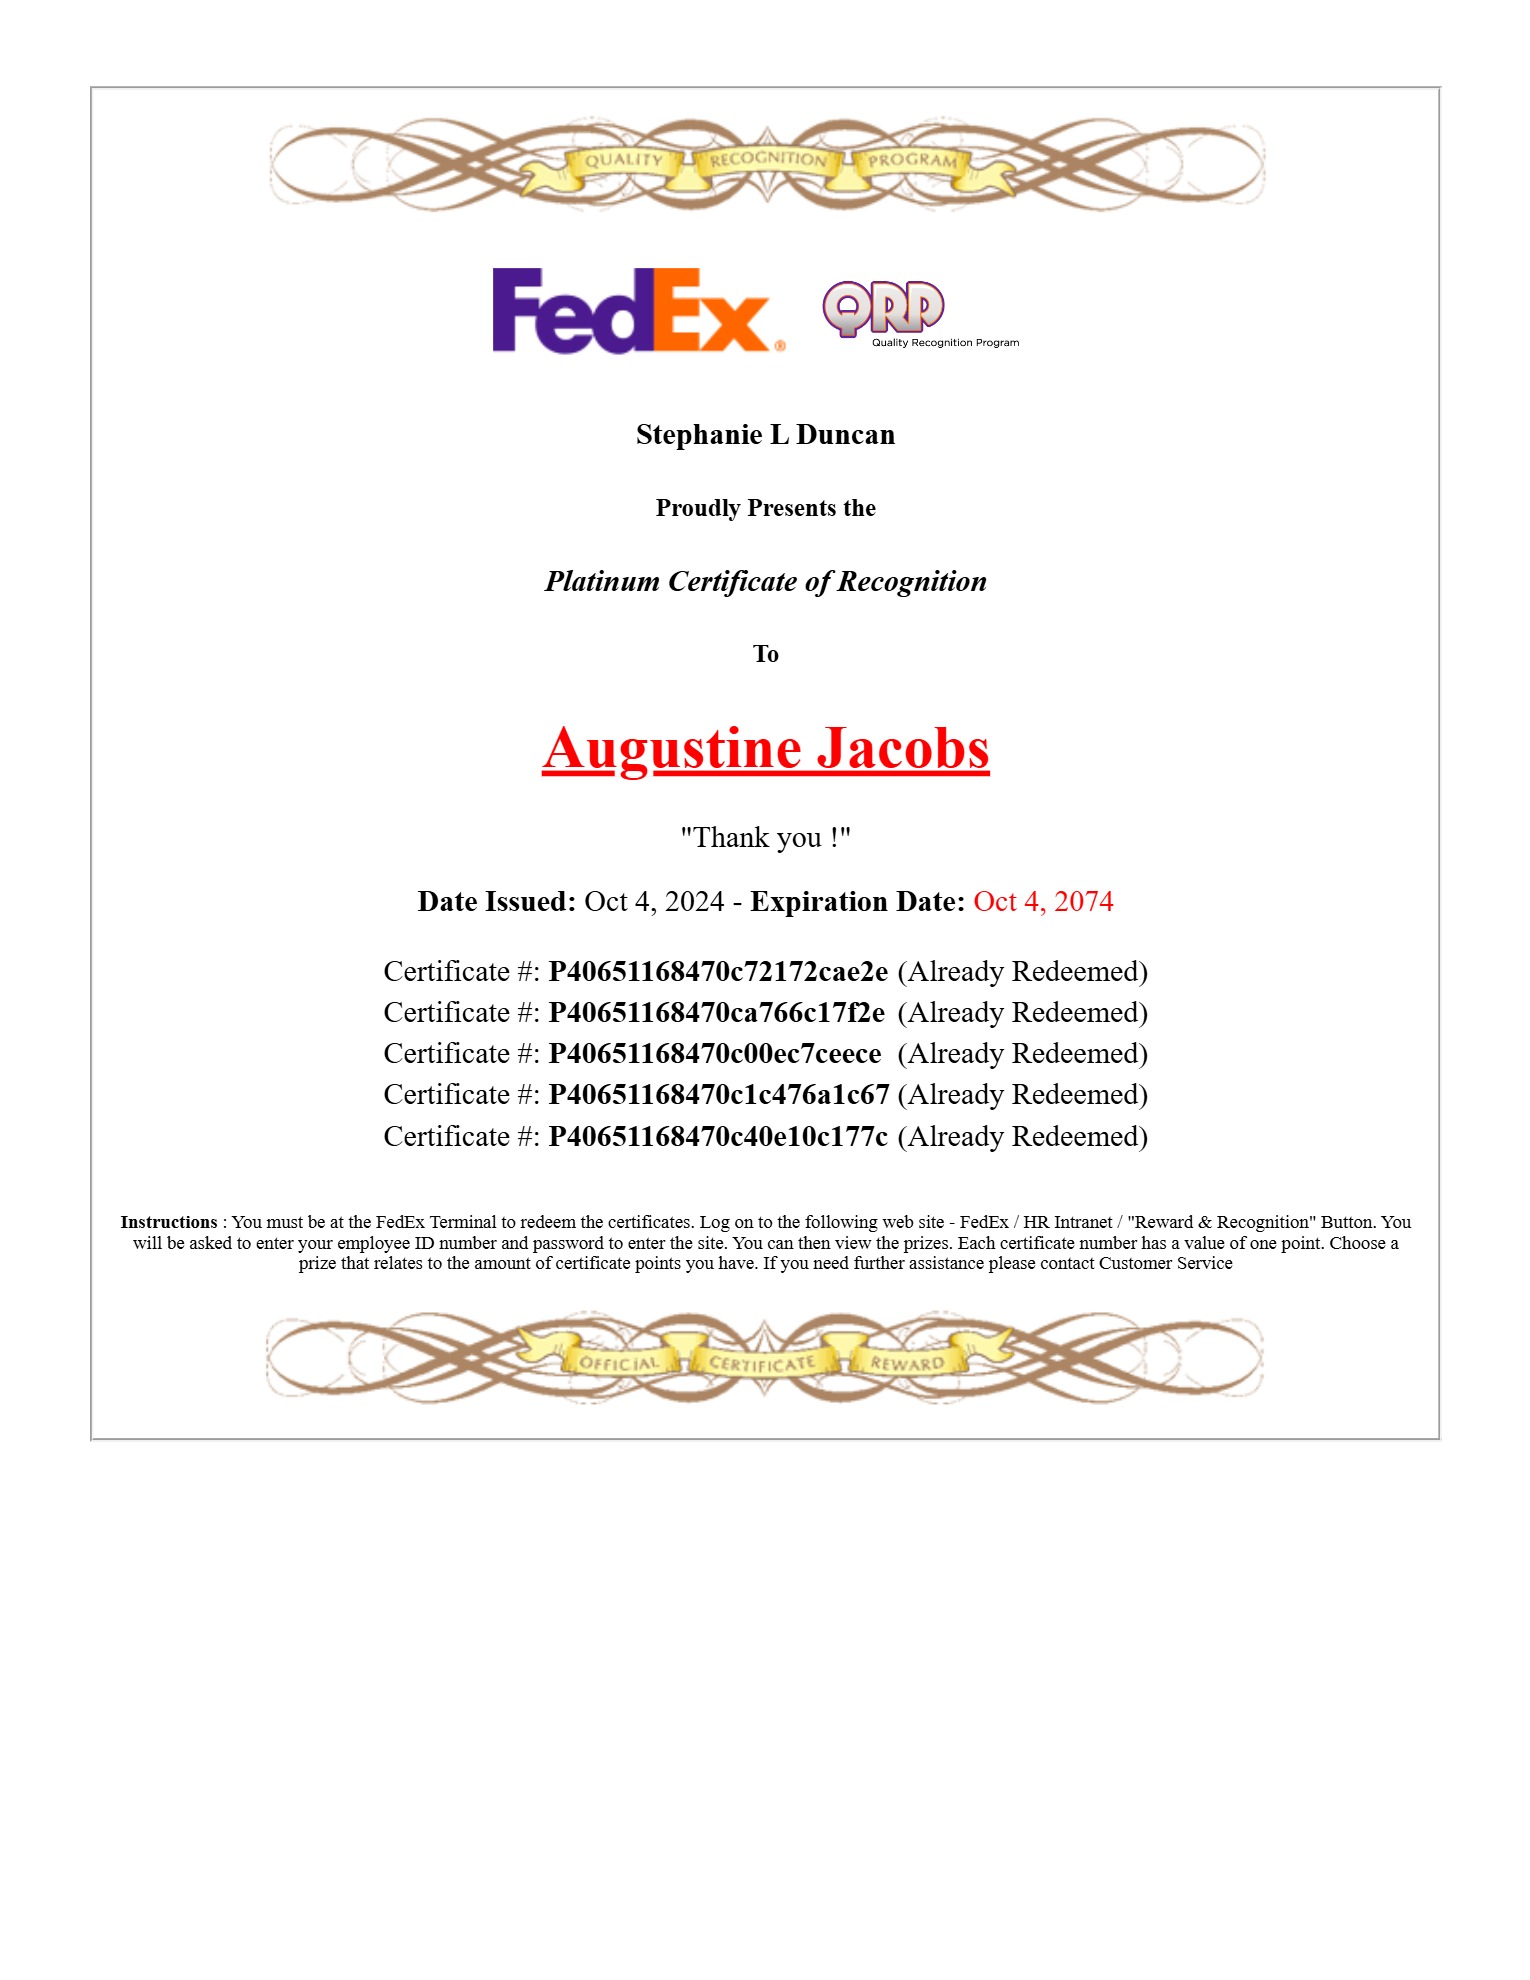 QUALITY RECOGNITION PROGRAM
FedEx® QRP
Quality Recognition Program
Stephanie L Duncan
Proudly Presents the
Platinum Certificate of Recognition
To
Augustine Jacobs
"Thank you !"
Date Issued: Oct 4, 2024 - Expiration Date: Oct 4, 2074
Certificate #: P40651168470c72172cae2e (Already Redeemed)
Certificate #: P40651168470ca766c17f2e (Already Redeemed)
Certificate #: P40651168470c00ec7ceece (Already Redeemed)
Certificate #: P40651168470c1c476a1c67 (Already Redeemed)
Certificate #: P40651168470c40e10c177c (Already Redeemed)
Instructions : You must be at the FedEx Terminal to redeem the certificates. Log on to the following web site - FedEx / HR Intranet / "Reward & Recognition" Button. You
will be asked to enter your employee ID number and password to enter the site. You can then view the prizes. Each certificate number has a value of one point. Choose a
prize that relates to the amount of certificate points you have. If you need further assistance please contact Customer Service
OFFICIAL CERTIFICATE REWARD